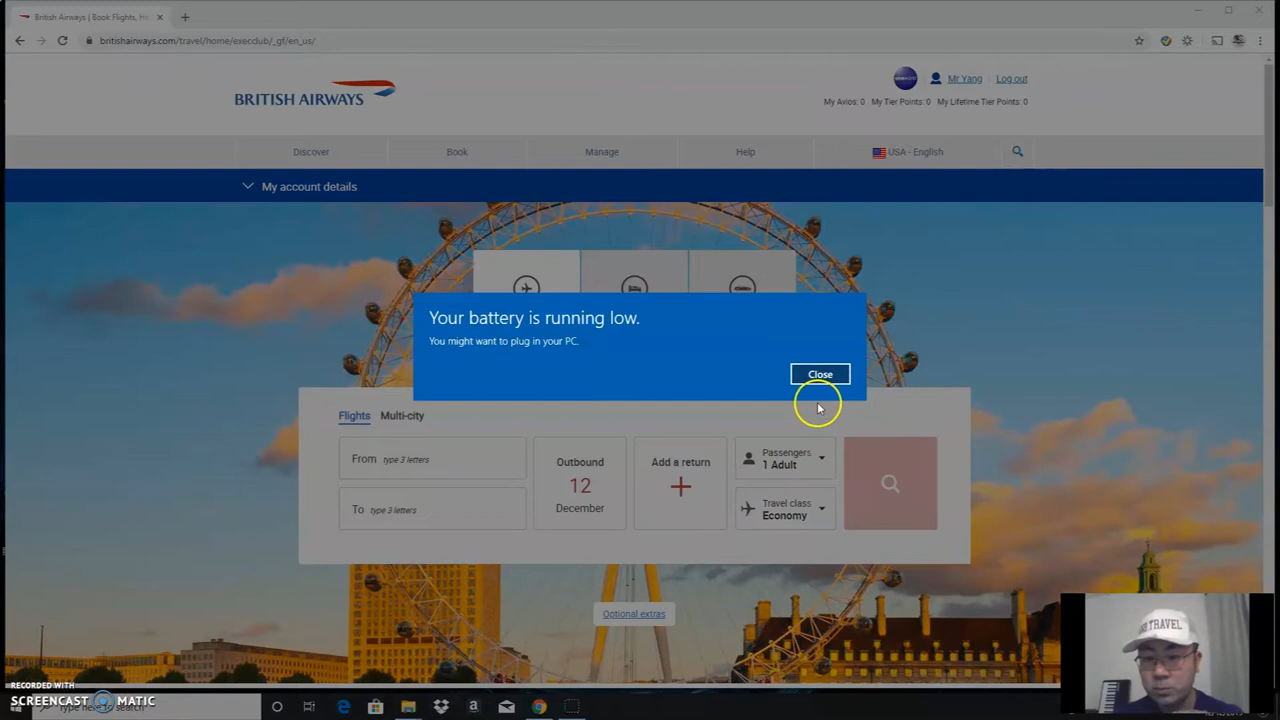 British Airways | Book Flights, Ho
britishairways.com/travel/home/execclub/_gf/en_us/
BRITISH AIRWAYS
Mr Yang Log out
My Avios: 0 My Tier Points: 0 My Lifetime Tier Points: 0
Discover Book Manage Help USA - English
My account details
Your battery is running low.
You might want to plug in your PC.
Close
Flights Multi-city
From type 3 letters
To type 3 letters
Outbound
12
December
Add a return
Passengers
1 Adult
Travel class
Economy
Optional extras
TRAVEL
RECORDED WITH
SCREENCAST MATIC
Type here to search